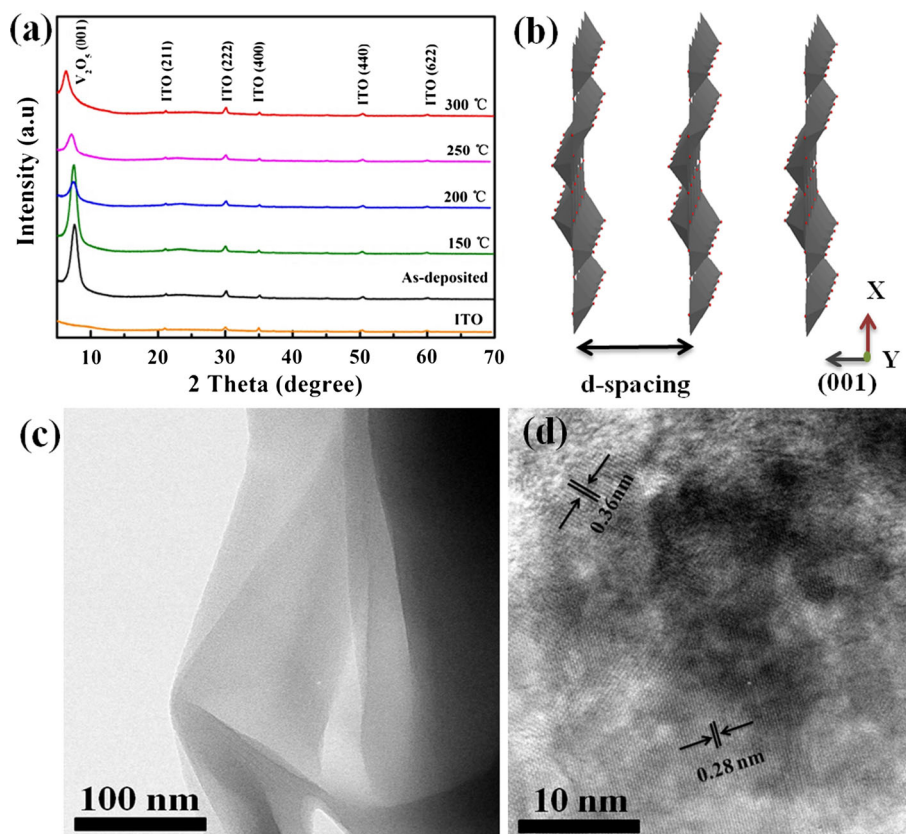 (a)
V₂O₅ (001)
ITO (211)
ITO (222)
ITO (400)
ITO (440)
ITO (622)
300 ℃
250 ℃
200 ℃
150 ℃
As-deposited
ITO
Intensity (a.u)
10 20 30 40 50 60 70
2 Theta (degree)
(b)
X
Y
d-spacing
(001)
(c)
100 nm
(d)
0.36nm
0.28 nm
10 nm